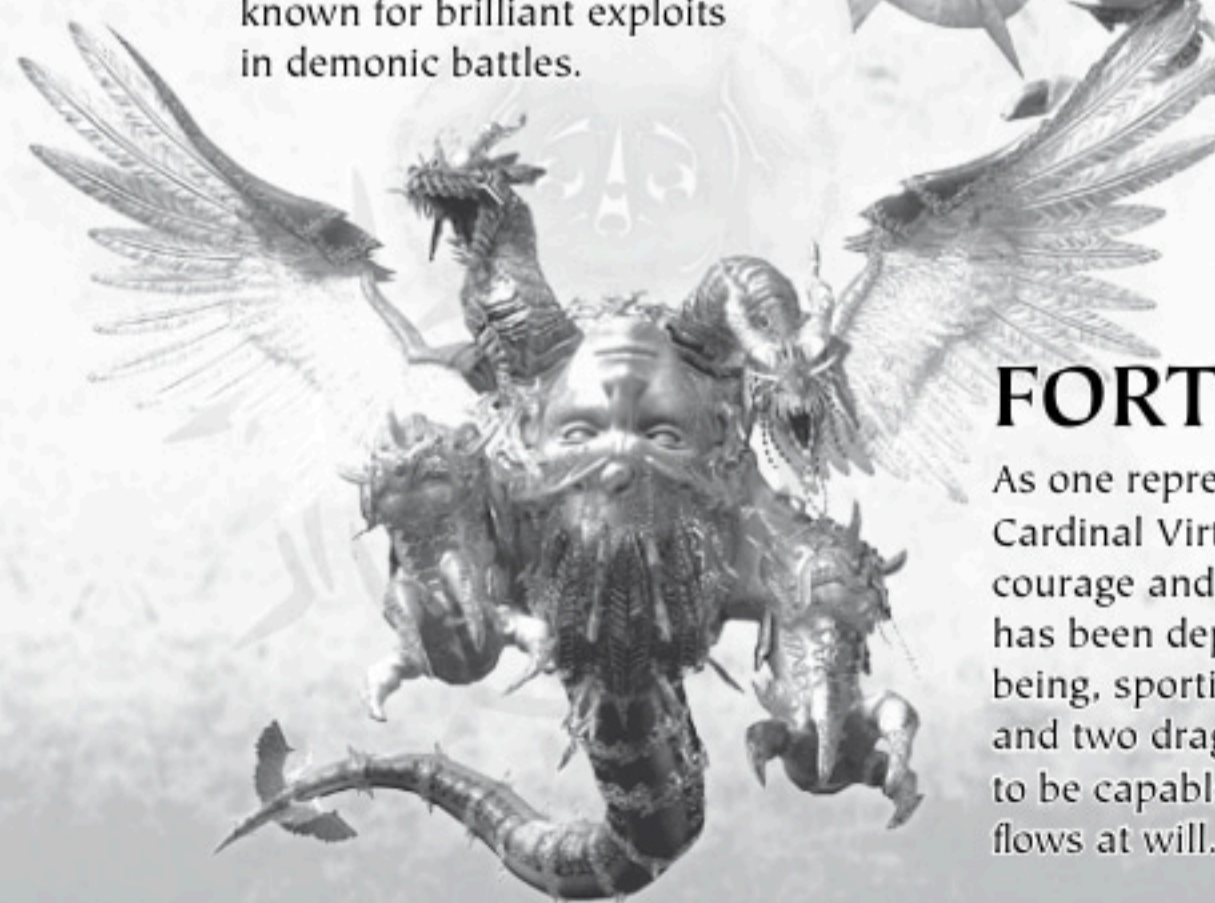 known for brilliant exploits
in demonic battles.
FORT
As one repre
Cardinal Virt
courage and
has been dep
being, sporti
and two drag
to be capabl
flows at will.